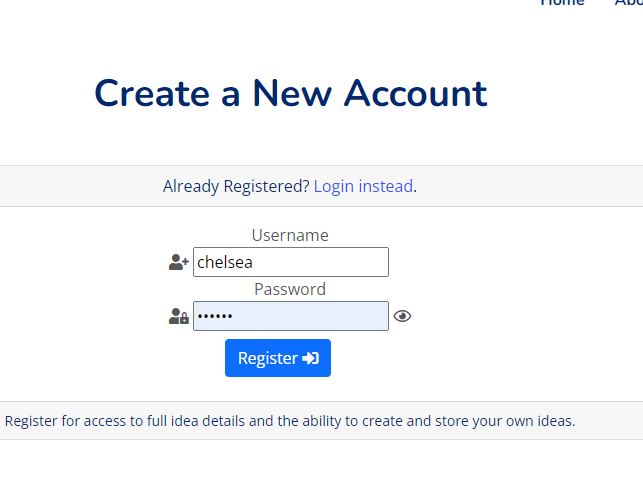 Home Abo
Create a New Account
Already Registered? Login instead.
Username
chelsea
Password
••••••
Register
Register for access to full idea details and the ability to create and store your own ideas.